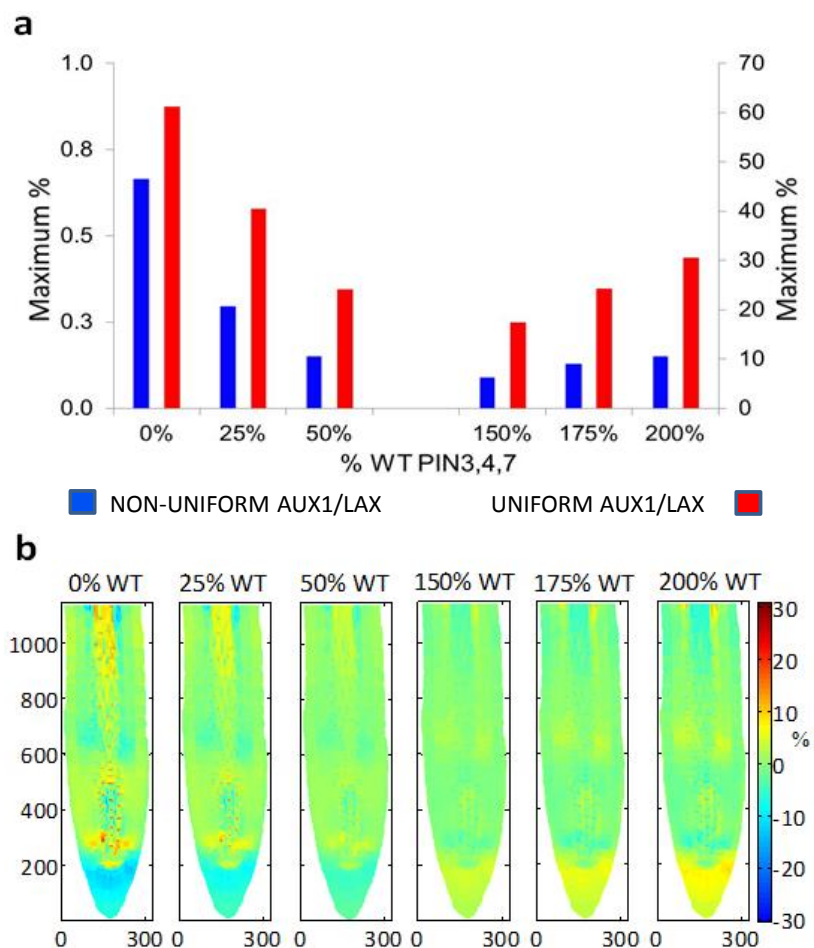 a
1.0
0.8
0.5
0.3
0.0
Maximum %
70
60
50
40
30
20
10
0
Maximum %
0% 25% 50% 150% 175% 200%
% WT PIN3,4,7
NON-UNIFORM AUX1/LAX UNIFORM AUX1/LAX
b
0% WT 25% WT 50% WT 150% WT 175% WT 200% WT
1000
800
600
400
200
30
20
10
%
0
-10
-20
-30
0 300 0 300 0 300 0 300 0 300 0 300